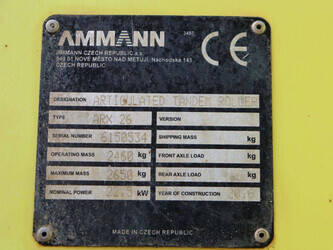 AMMANN
AMMANN CZECH REPUBLIC a.s.
549 01 NOVÉ MĚSTO NAD METUJÍ, Náchodská 145
CZECH REPUBLIC
CE
DESIGNATION ARTICULATED TANDEM ROLLER
TYPE ARX 26 VERSION
SERIAL NUMBER 6150534 SHIPPING MASS kg
OPERATING MASS kg FRONT AXLE LOAD kg
MAXIMUM MASS 2650 kg REAR AXLE LOAD kg
NOMINAL POWER kW YEAR OF CONSTRUCTION
MADE IN CZECH REPUBLIC